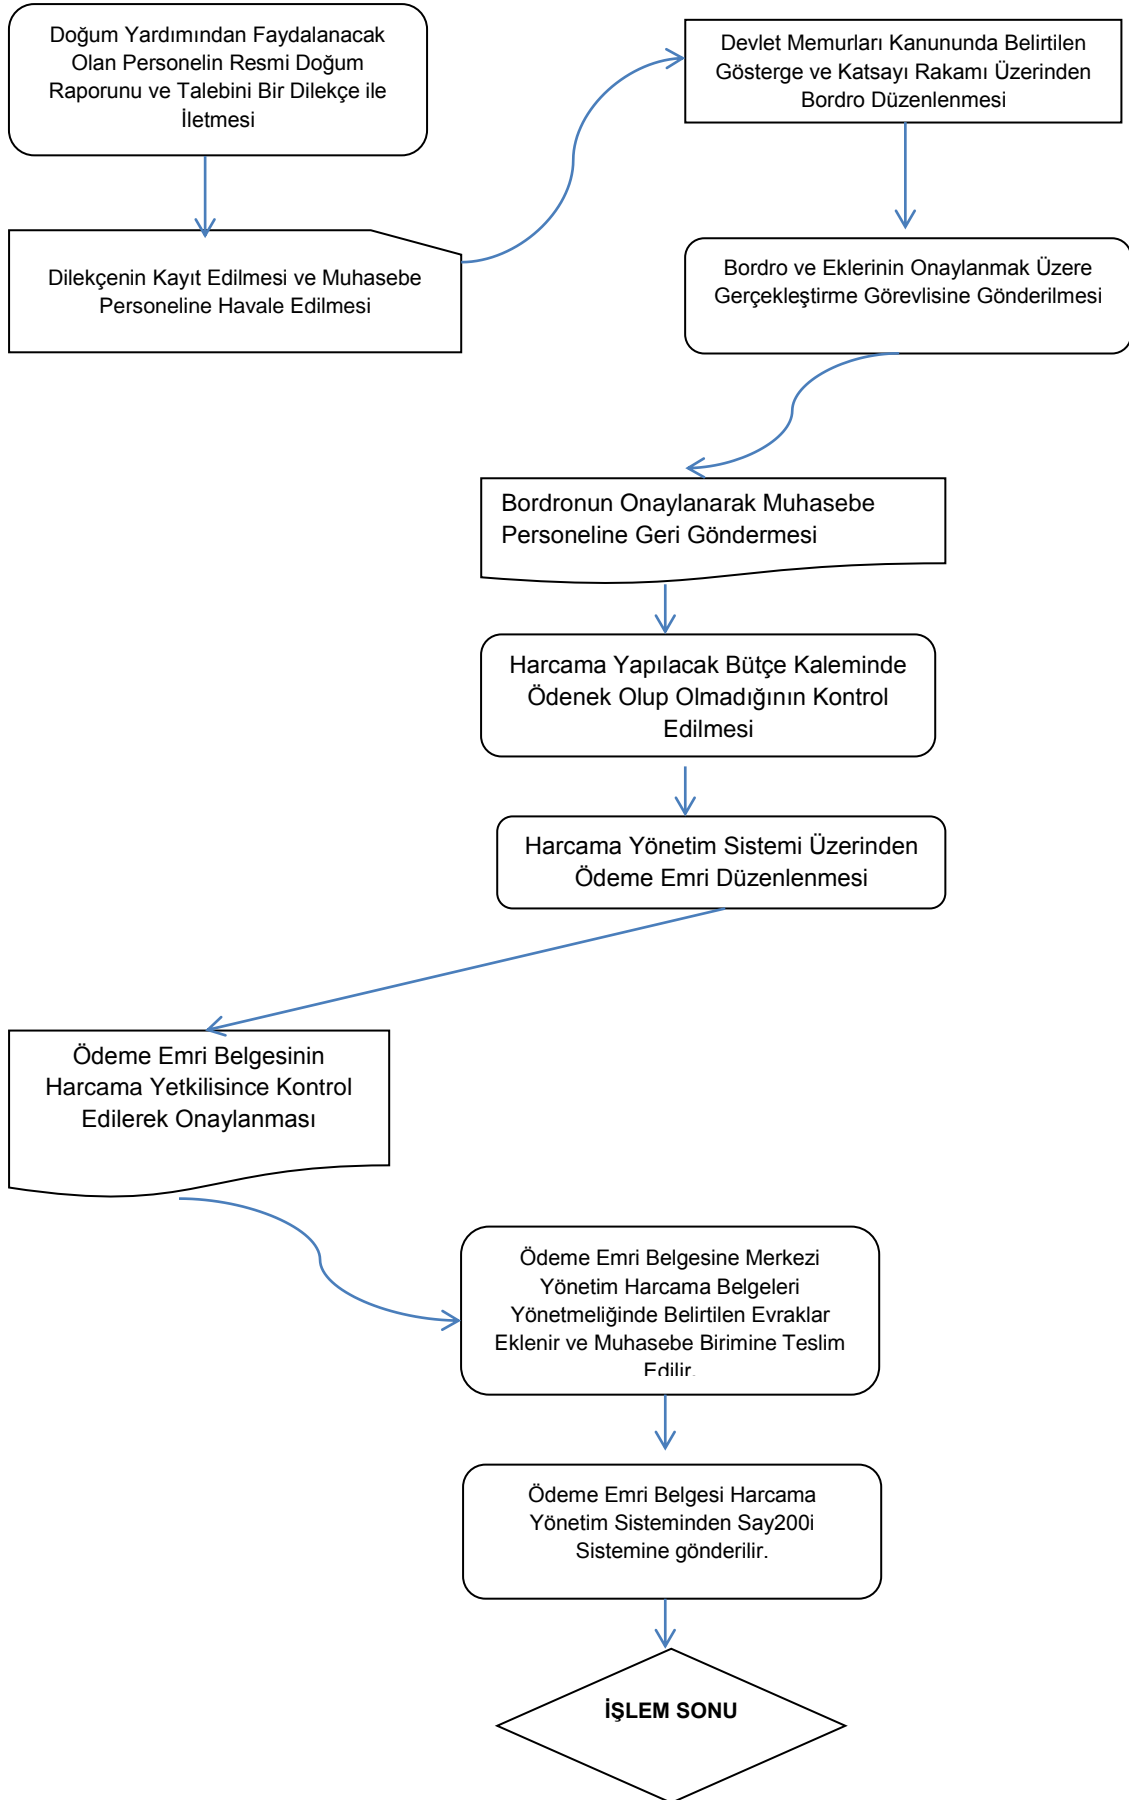 Doğum Yardımından Faydalanacak
Olan Personelin Resmi Doğum
Raporunu ve Talebini Bir Dilekçe ile
İletmesi
Dilekçenin Kayıt Edilmesi ve Muhasebe
Personeline Havale Edilmesi
Devlet Memurları Kanununda Belirtilen
Gösterge ve Katsayı Rakamı Üzerinden
Bordro Düzenlenmesi
Bordro ve Eklerinin Onaylanmak Üzere
Gerçekleştirme Görevlisine Gönderilmesi
Bordronun Onaylanarak Muhasebe
Personeline Geri Göndermesi
Harcama Yapılacak Bütçe Kaleminde
Ödenek Olup Olmadığının Kontrol
Edilmesi
Harcama Yönetim Sistemi Üzerinden
Ödeme Emri Düzenlenmesi
Ödeme Emri Belgesinin
Harcama Yetkilisince Kontrol
Edilerek Onaylanması
Ödeme Emri Belgesine Merkezi
Yönetim Harcama Belgeleri
Yönetmeliğinde Belirtilen Evraklar
Eklenir ve Muhasebe Birimine Teslim
Edilir.
Ödeme Emri Belgesi Harcama
Yönetim Sisteminden Say200i
Sistemine gönderilir.
İŞLEM SONU